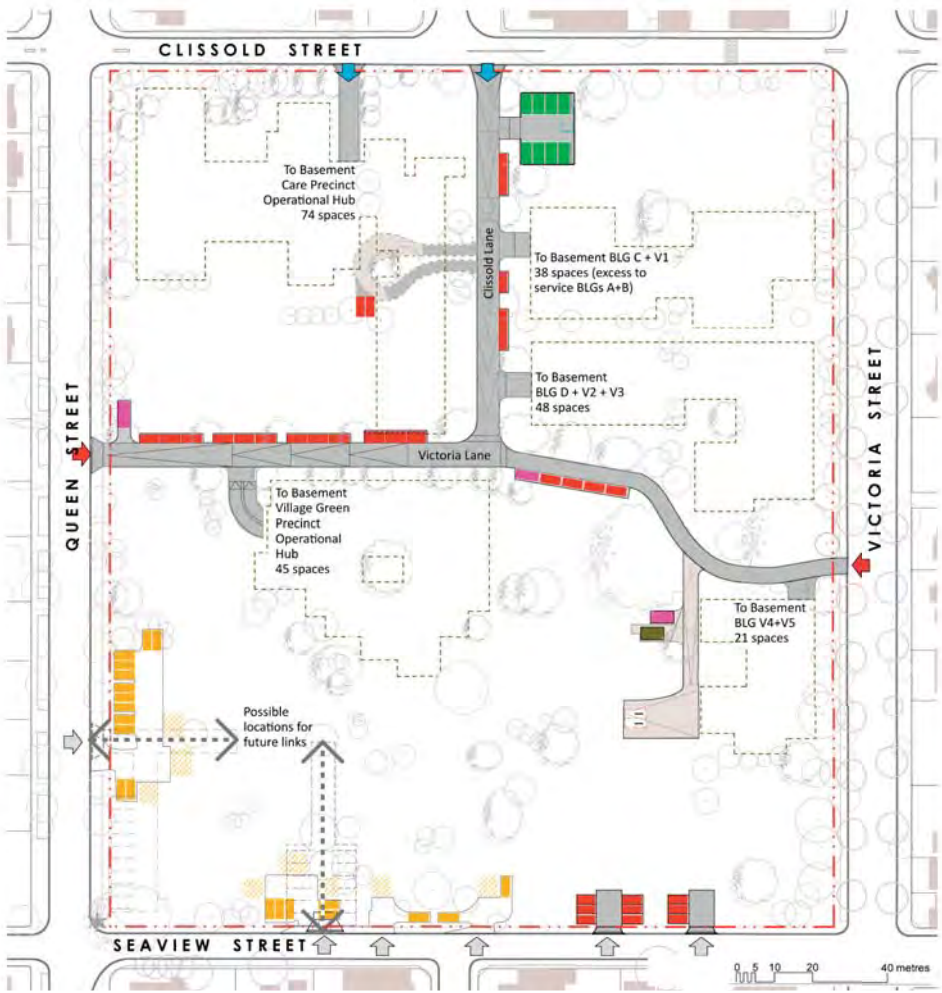 CLISSOLD STREET
To Basement
Care Precinct
Operational Hub
74 spaces
Clissold Lane
To Basement BLG C + V1
38 spaces (excess to
service BLGs A+B)
To Basement
BLG D + V2 + V3
48 spaces
QUEEN STREET
VICTORIA STREET
Victoria Lane
To Basement
Village Green
Precinct
Operational
Hub
45 spaces
To Basement
BLG V4+V5
21 spaces
Possible
locations for
future links
SEAVIEW STREET
0 5 10 20 40 metres